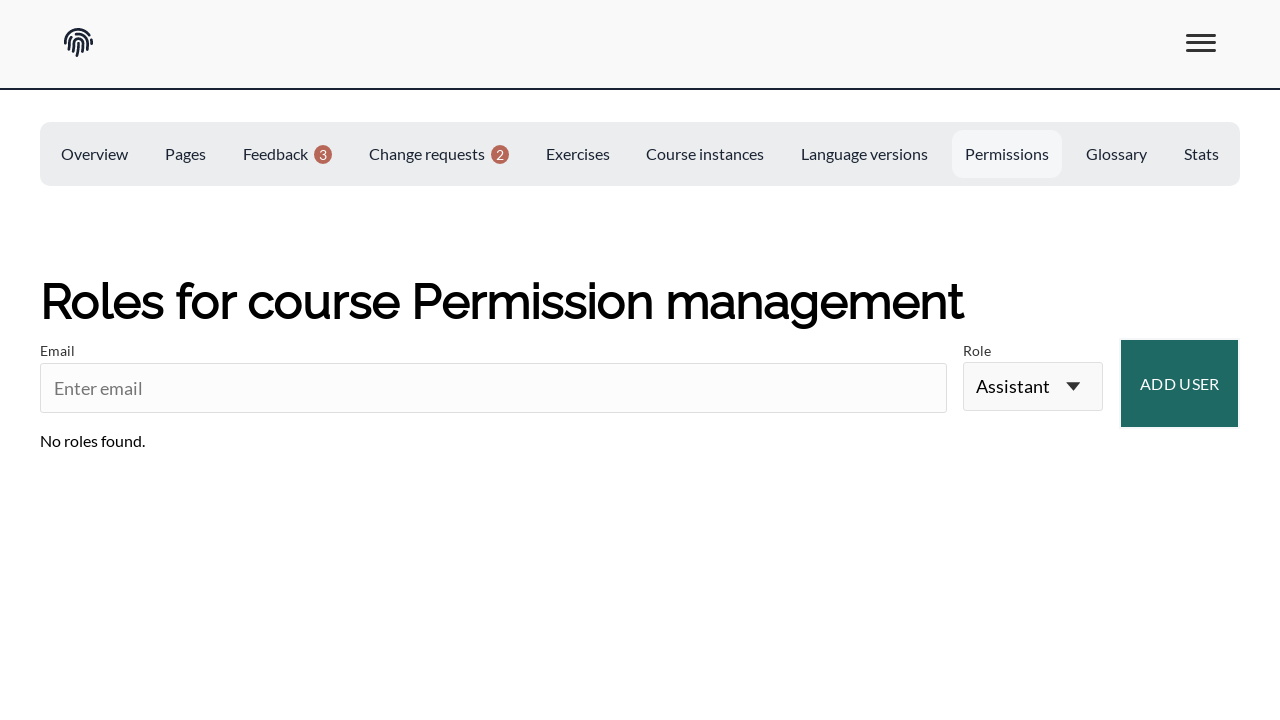 Overview Pages Feedback 3 Change requests 2 Exercises Course instances Language versions Permissions Glossary Stats
Roles for course Permission management
Email
Role
Enter email
Assistant
ADD USER
No roles found.